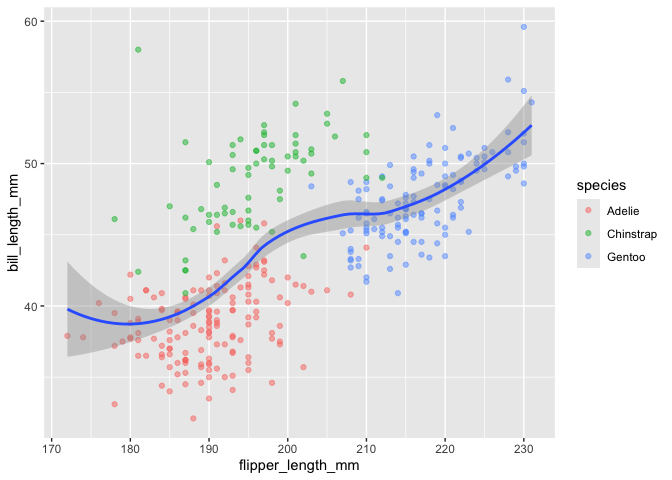 60
50
40
bill_length_mm
170
180
190
200
210
220
230
flipper_length_mm
species
Adelie
Chinstrap
Gentoo